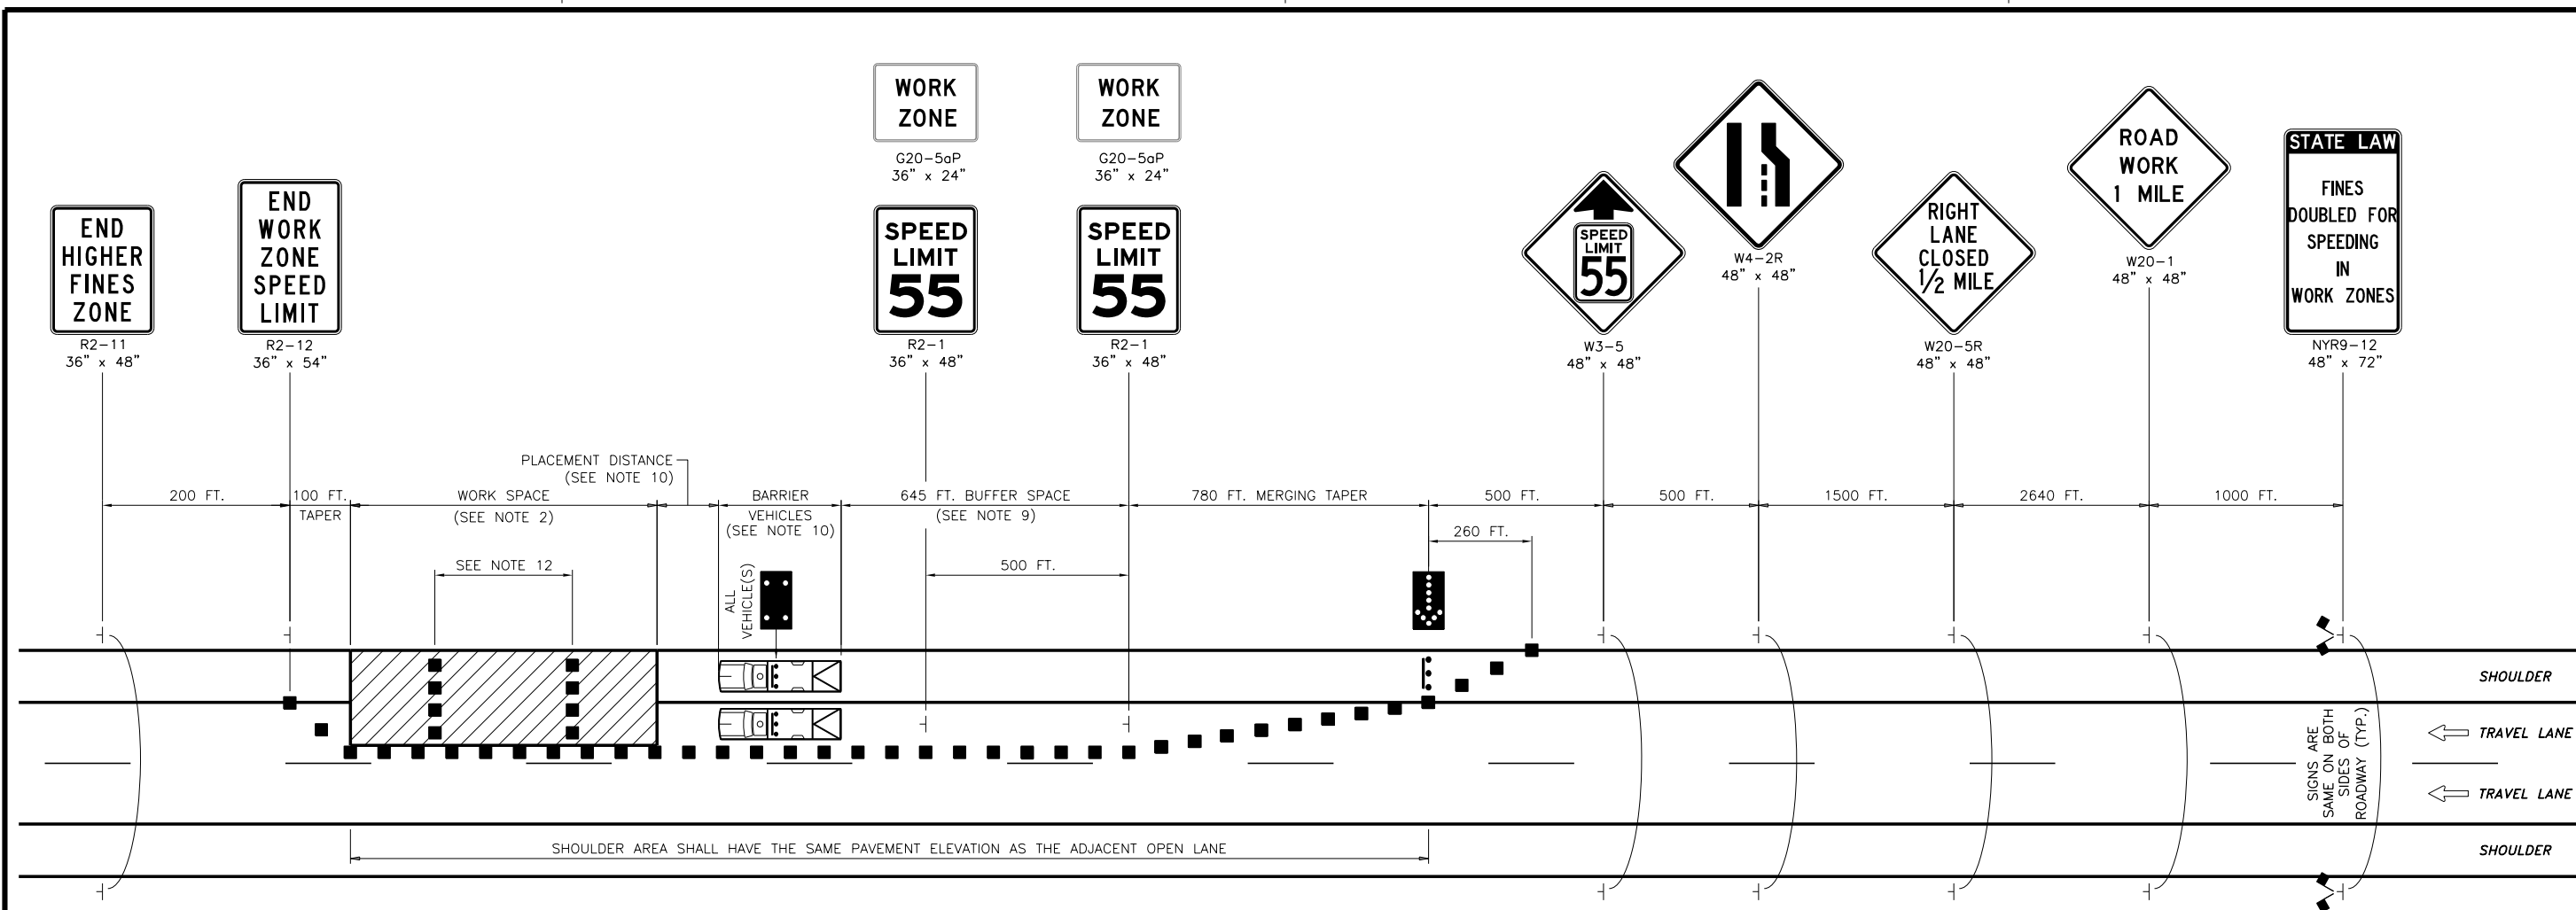 WORK
ZONE
G20-5aP
36" x 24"
WORK
ZONE
G20-5aP
36" x 24"
END
HIGHER
FINES
ZONE
R2-11
36" x 48"
END
WORK
ZONE
SPEED
LIMIT
R2-12
36" x 54"
SPEED
LIMIT
55
R2-1
36" x 48"
SPEED
LIMIT
55
R2-1
36" x 48"
SPEED
LIMIT
55
W3-5
48" x 48"
W4-2R
48" x 48"
RIGHT
LANE
CLOSED
1/2 MILE
W20-5R
48" x 48"
ROAD
WORK
1 MILE
W20-1
48" x 48"
STATE LAW
FINES
DOUBLED FOR
SPEEDING
IN
WORK ZONES
NYR9-12
48" x 72"
PLACEMENT DISTANCE
(SEE NOTE 10)
200 FT.
100 FT.
TAPER
WORK SPACE
(SEE NOTE 2)
BARRIER
VEHICLES
(SEE NOTE 10)
645 FT. BUFFER SPACE
(SEE NOTE 9)
780 FT. MERGING TAPER
500 FT.
500 FT.
1500 FT.
2640 FT.
1000 FT.
260 FT.
SEE NOTE 12
500 FT.
ALL
VEHICLE(S)
SHOULDER
TRAVEL LANE
TRAVEL LANE
SIGNS ARE
SAME ON BOTH
SIDES OF
ROADWAY (TYP.)
SHOULDER AREA SHALL HAVE THE SAME PAVEMENT ELEVATION AS THE ADJACENT OPEN LANE
SHOULDER